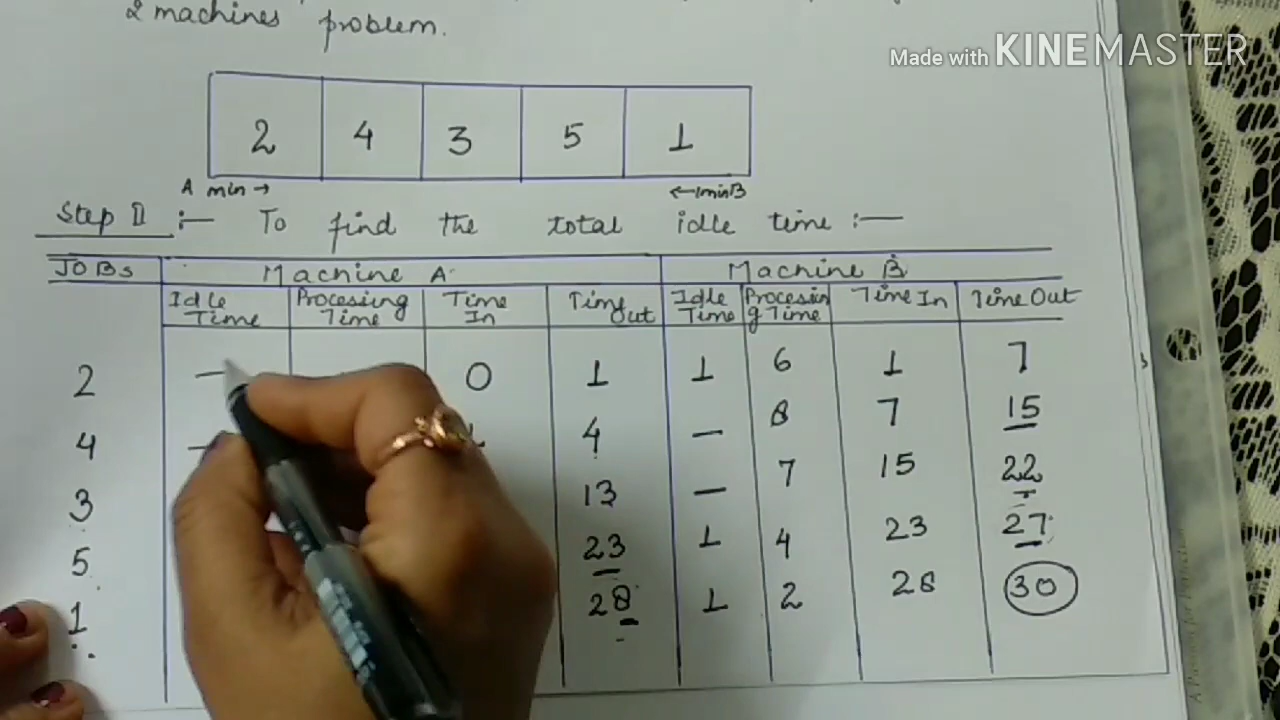 2 machines problem.
Made with KINEMASTER
2 4 3 5 1
A min → ← minB
Step II :— To find the total idle time :—
JOBs Machine A Machine B
Idle Time Procesiing Time Time In Time Out Idle Time Procesiing Time Time In Time Out
2 — 0 1 1 6 1 7
4 — 4 — 8 7 15
3 13 — 7 15 22
5 23 1 4 23 27
1 28 1 2 28 30